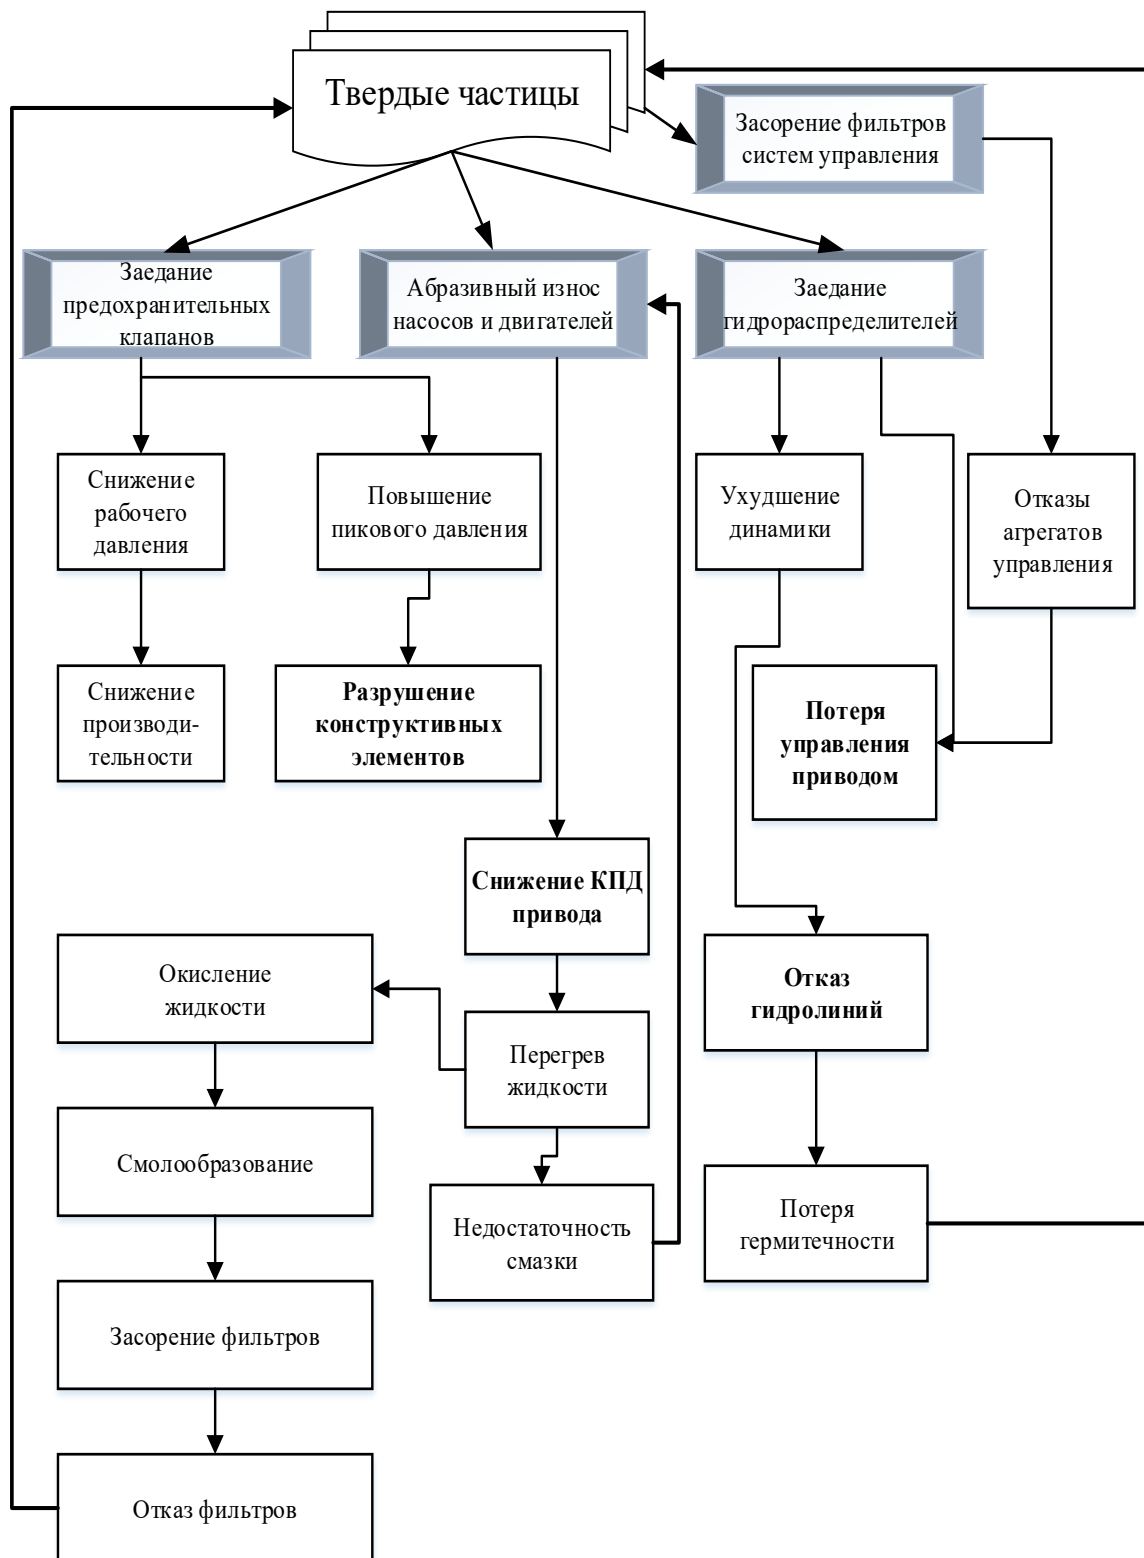 Твердые частицы
Засорение фильтров
систем управления
Заедание
предохранительных
клапанов
Абразивный износ
насосов и двигателей
Заедание
гидрораспределителей
Снижение
рабочего
давления
Повышение
пикового давления
Ухудшение
динамики
Отказы
агрегатов
управления
Снижение
производи-
тельности
Разрушение
конструктивных
элементов
Потеря
управления
приводом
Снижение КПД
привода
Окисление
жидкости
Перегрев
жидкости
Отказ
гидролиний
Смолообразование
Недостаточность
смазки
Потеря
гермитечности
Засорение фильтров
Отказ фильтров